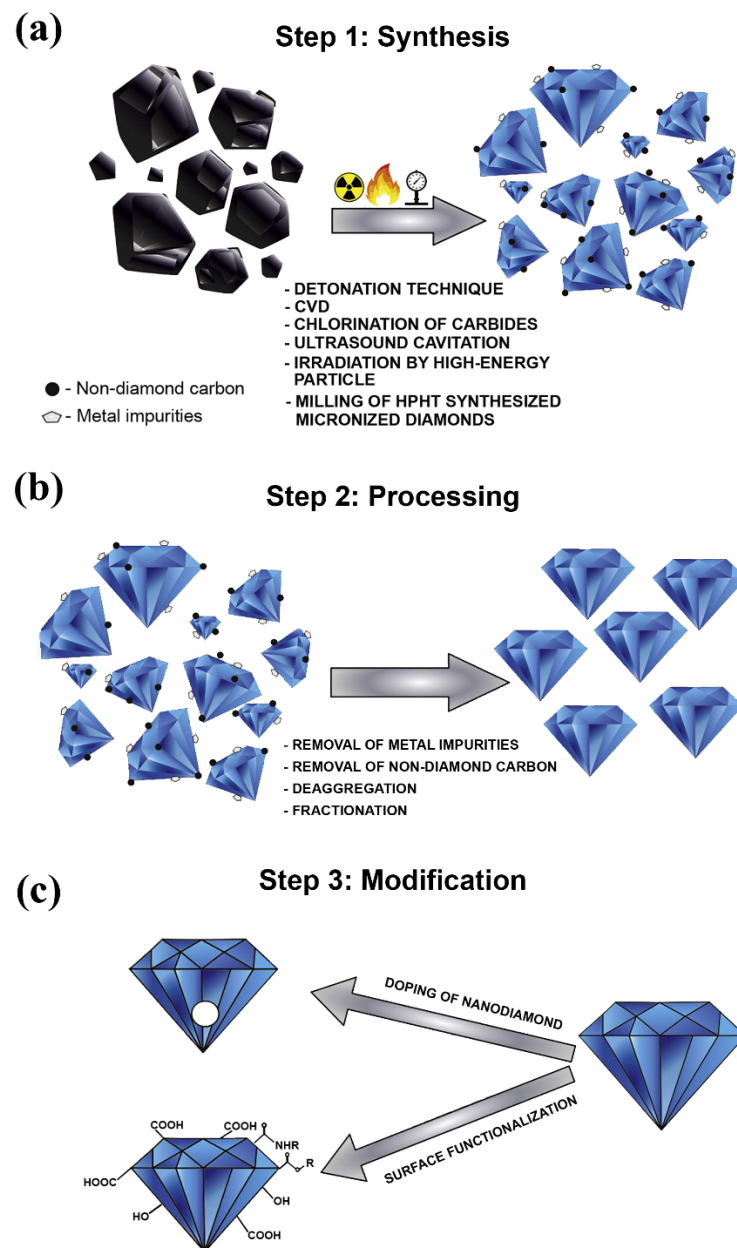 (a)
Step 1: Synthesis
- DETONATION TECHNIQUE
- CVD
- CHLORINATION OF CARBIDES
- ULTRASOUND CAVITATION
- IRRADIATION BY HIGH-ENERGY
PARTICLE
- MILLING OF HPHT SYNTHESIZED
MICRONIZED DIAMONDS
- Non-diamond carbon
- Metal impurities
(b)
Step 2: Processing
- REMOVAL OF METAL IMPURITIES
- REMOVAL OF NON-DIAMOND CARBON
- DEAGGREGATION
- FRACTIONATION
(c)
Step 3: Modification
DOPING OF NANODIAMOND
SURFACE FUNCTIONALIZATION
COOH
COOH
O
NHR
O
O
R
HOOC
OH
HO
COOH